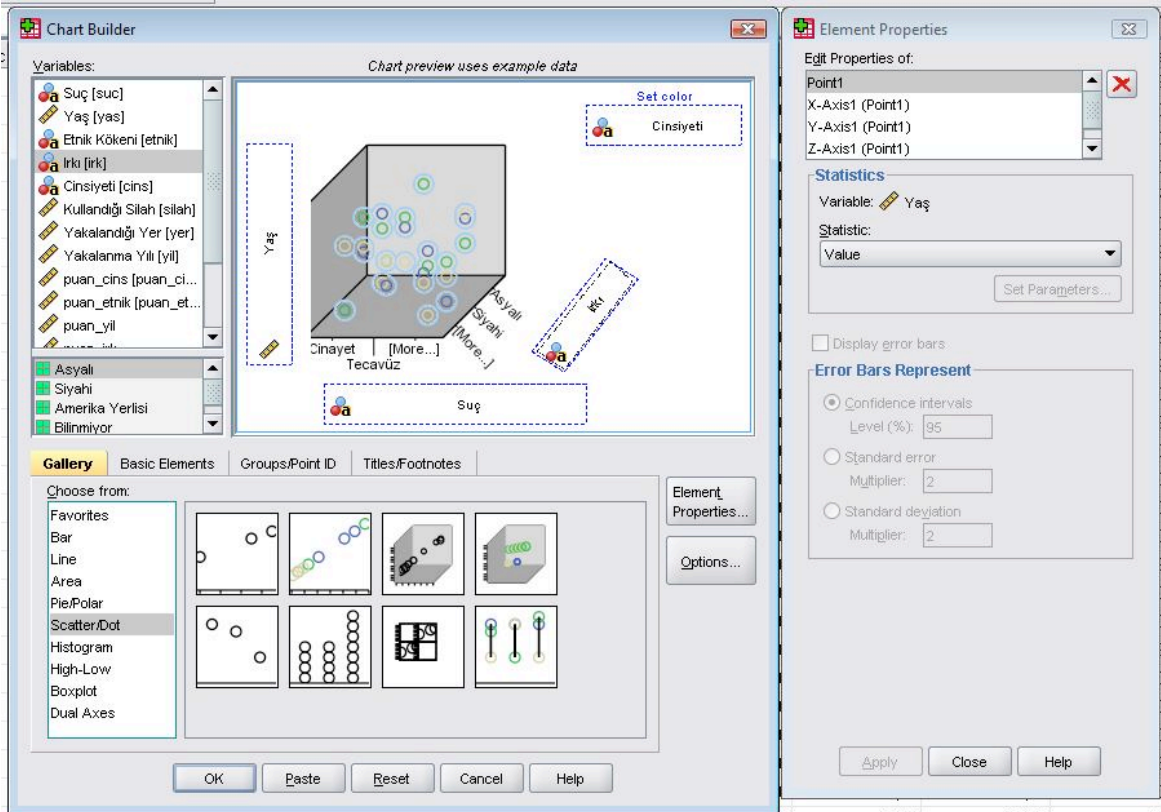 Chart Builder
Variables:
Suç [suc]
Yaş [yas]
Etnik Kökeni [etnik]
Irkı [irk]
Cinsiyeti [cins]
Kullandığı Silah [silah]
Yakalandığı Yer [yer]
Yakalanma Yılı [yil]
puan_cins [puan_ci...
puan_etnik [puan_et...
puan_yil
Asyalı
Siyahi
Amerika Yerlisi
Bilinmiyor
Chart preview uses example data
Set color
Cinsiyeti
Yaş
Asyalı
Siyahi
[More...]
Irkı
Cinayet
[More...]
Tecavüz
Suç
Gallery
Basic Elements
Groups/Point ID
Titles/Footnotes
Choose from:
Favorites
Bar
Line
Area
Pie/Polar
Scatter/Dot
Histogram
High-Low
Boxplot
Dual Axes
Element
Properties...
Options...
OK
Paste
Reset
Cancel
Help
Element Properties
Edit Properties of:
Point1
X-Axis1 (Point1)
Y-Axis1 (Point1)
Z-Axis1 (Point1)
Statistics
Variable: Yaş
Statistic:
Value
Set Parameters...
Display error bars
Error Bars Represent
Confidence intervals
Level (%): 95
Standard error
Multiplier: 2
Standard deviation
Multiplier: 2
Apply
Close
Help